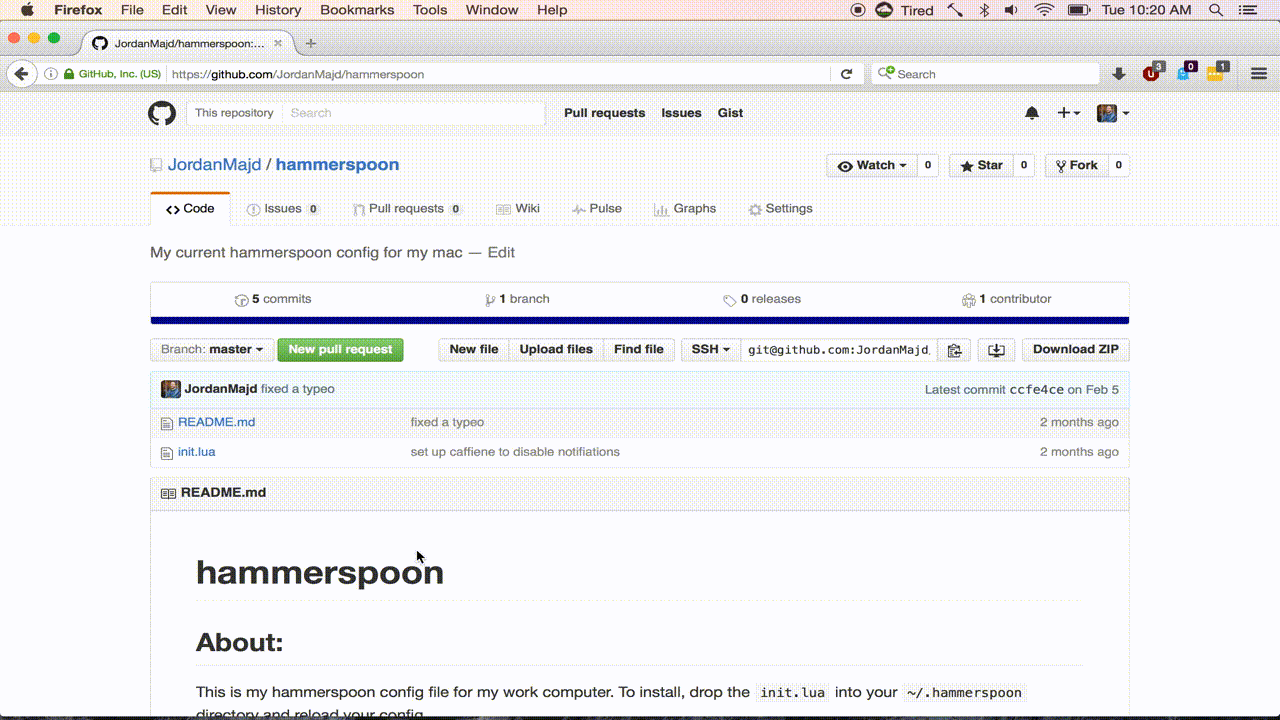 Firefox File Edit View History Bookmarks Tools Window Help Tired Tue 10:20 AM
JordanMajd/hammerspoon:...
GitHub, Inc. (US) https://github.com/JordanMajd/hammerspoon Search 3 0 1
This repository Search Pull requests Issues Gist
JordanMajd / hammerspoon Watch 0 Star 0 Fork 0
Code Issues 0 Pull requests 0 Wiki Pulse Graphs Settings
My current hammerspoon config for my mac — Edit
5 commits 1 branch 0 releases 1 contributor
Branch: master New pull request New file Upload files Find file SSH git@github.com:JordanMajd Download ZIP
JordanMajd fixed a typeo Latest commit ccfe4ce on Feb 5
README.md fixed a typeo 2 months ago
init.lua set up caffiene to disable notifiations 2 months ago
README.md
hammerspoon
About:
This is my hammerspoon config file for my work computer. To install, drop the init.lua into your ~/.hammerspoon
directory and reload your config.